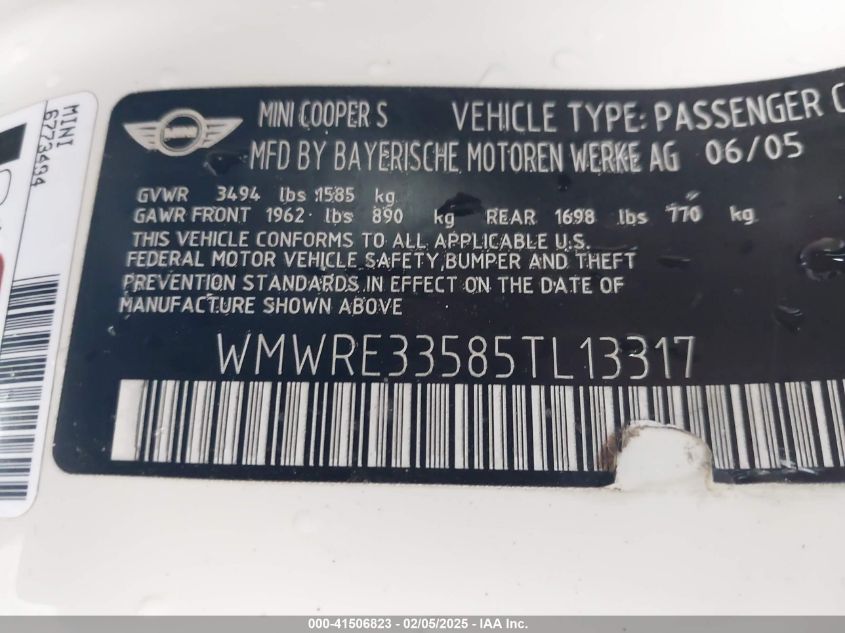 MINI
6773494
MINI
MINI COOPER S VEHICLE TYPE: PASSENGER
MFD BY BAYERISCHE MOTOREN WERKE AG 06/05
GVWR 3494 lbs 1585 kg
GAWR FRONT 1962 lbs 890 kg REAR 1698 lbs 770 kg
THIS VEHICLE CONFORMS TO ALL APPLICABLE U.S.
FEDERAL MOTOR VEHICLE SAFETY,BUMPER AND THEFT
PREVENTION STANDARDS IN EFFECT ON THE DATE OF
MANUFACTURE SHOWN ABOVE
WMWRE33585TL13317
000-41506823 - 02/05/2025 - IAA Inc.